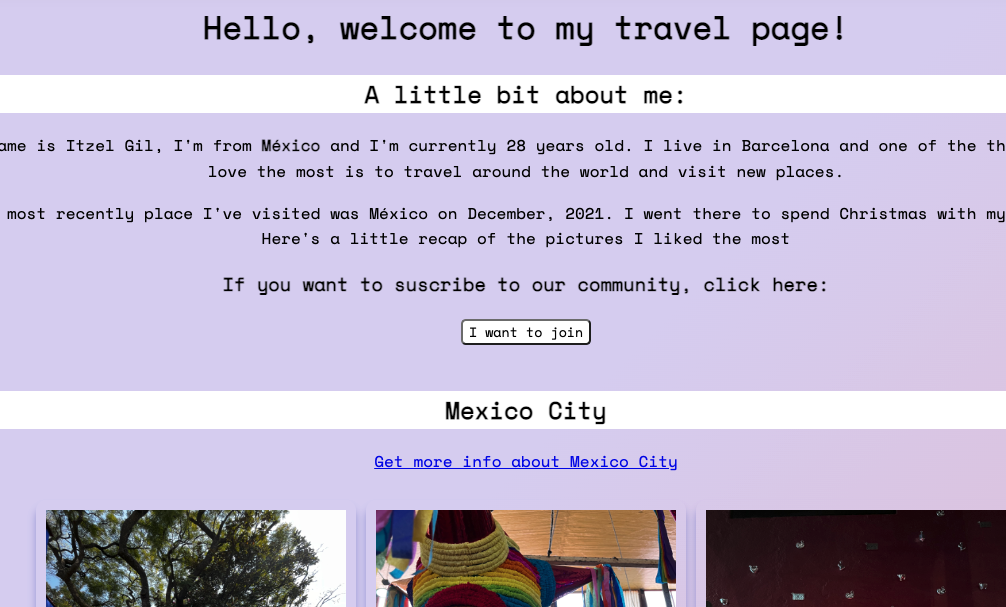 Hello, welcome to my travel page!
A little bit about me:
is Itzel Gil, I'm from México and I'm currently 28 years old. I live in Barcelona and one of the
love the most is to travel around the world and visit new places.
most recently place I've visited was México on December, 2021. I went there to spend Christmas with my
Here's a little recap of the pictures I liked the most
If you want to suscribe to our community, click here:
I want to join
Mexico City
Get more info about Mexico City